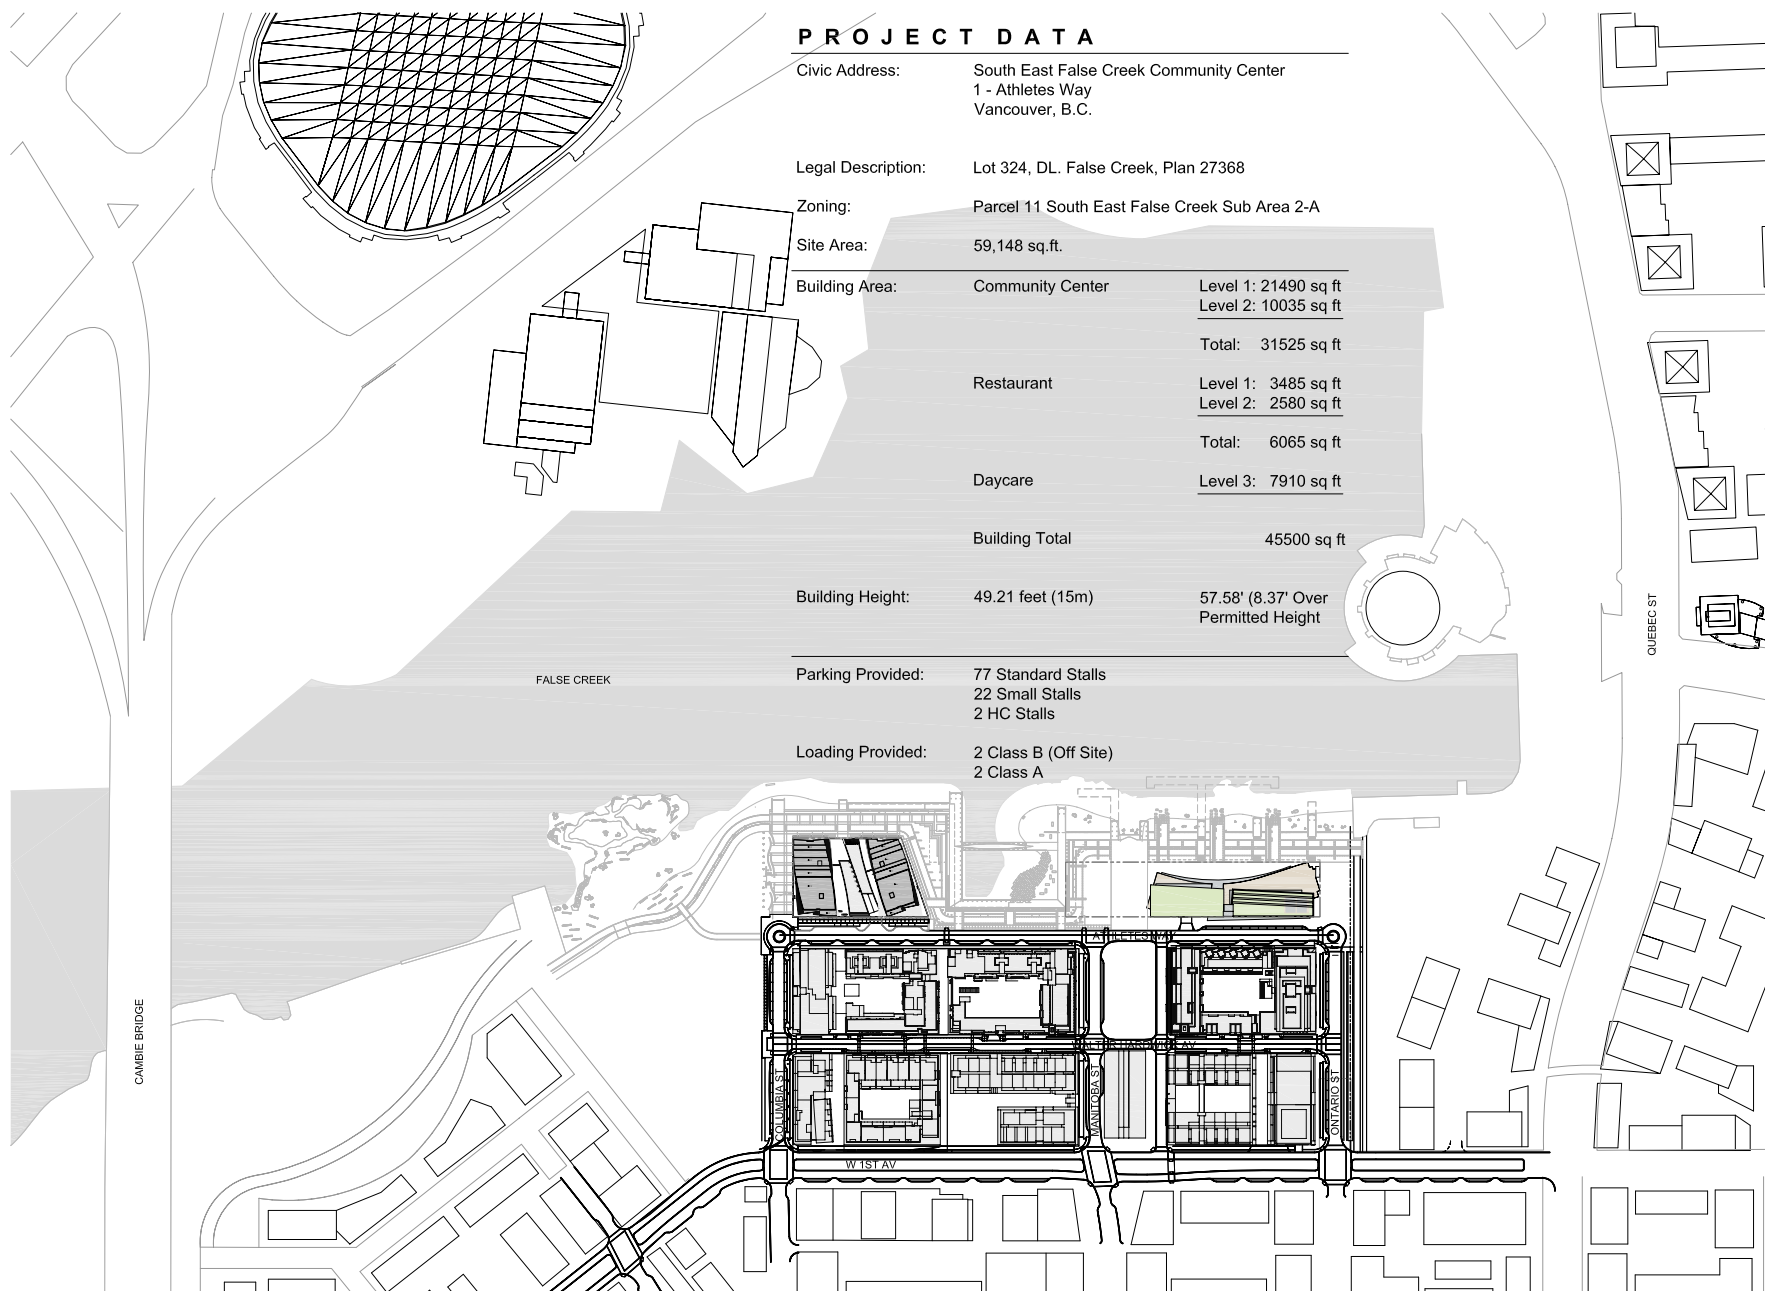 PROJECT DATA
Civic Address: South East False Creek Community Center
1 - Athletes Way
Vancouver, B.C.
Legal Description: Lot 324, DL. False Creek, Plan 27368
Zoning: Parcel 11 South East False Creek Sub Area 2-A
Site Area: 59,148 sq.ft.
Building Area: Community Center Level 1: 21490 sq ft
Level 2: 10035 sq ft
Total: 31525 sq ft
Restaurant Level 1: 3485 sq ft
Level 2: 2580 sq ft
Total: 6065 sq ft
Daycare Level 3: 7910 sq ft
Building Total 45500 sq ft
Building Height: 49.21 feet (15m) 57.58' (8.37' Over
Permitted Height
Parking Provided: 77 Standard Stalls
22 Small Stalls
2 HC Stalls
Loading Provided: 2 Class B (Off Site)
2 Class A
FALSE CREEK
QUEBEC ST
CAMBIE BRIDGE
ATHLETES WAY
WALTER HARDWICK AV
COLUMBIA ST
MANITOBA ST
ONTARIO ST
W 1ST AV